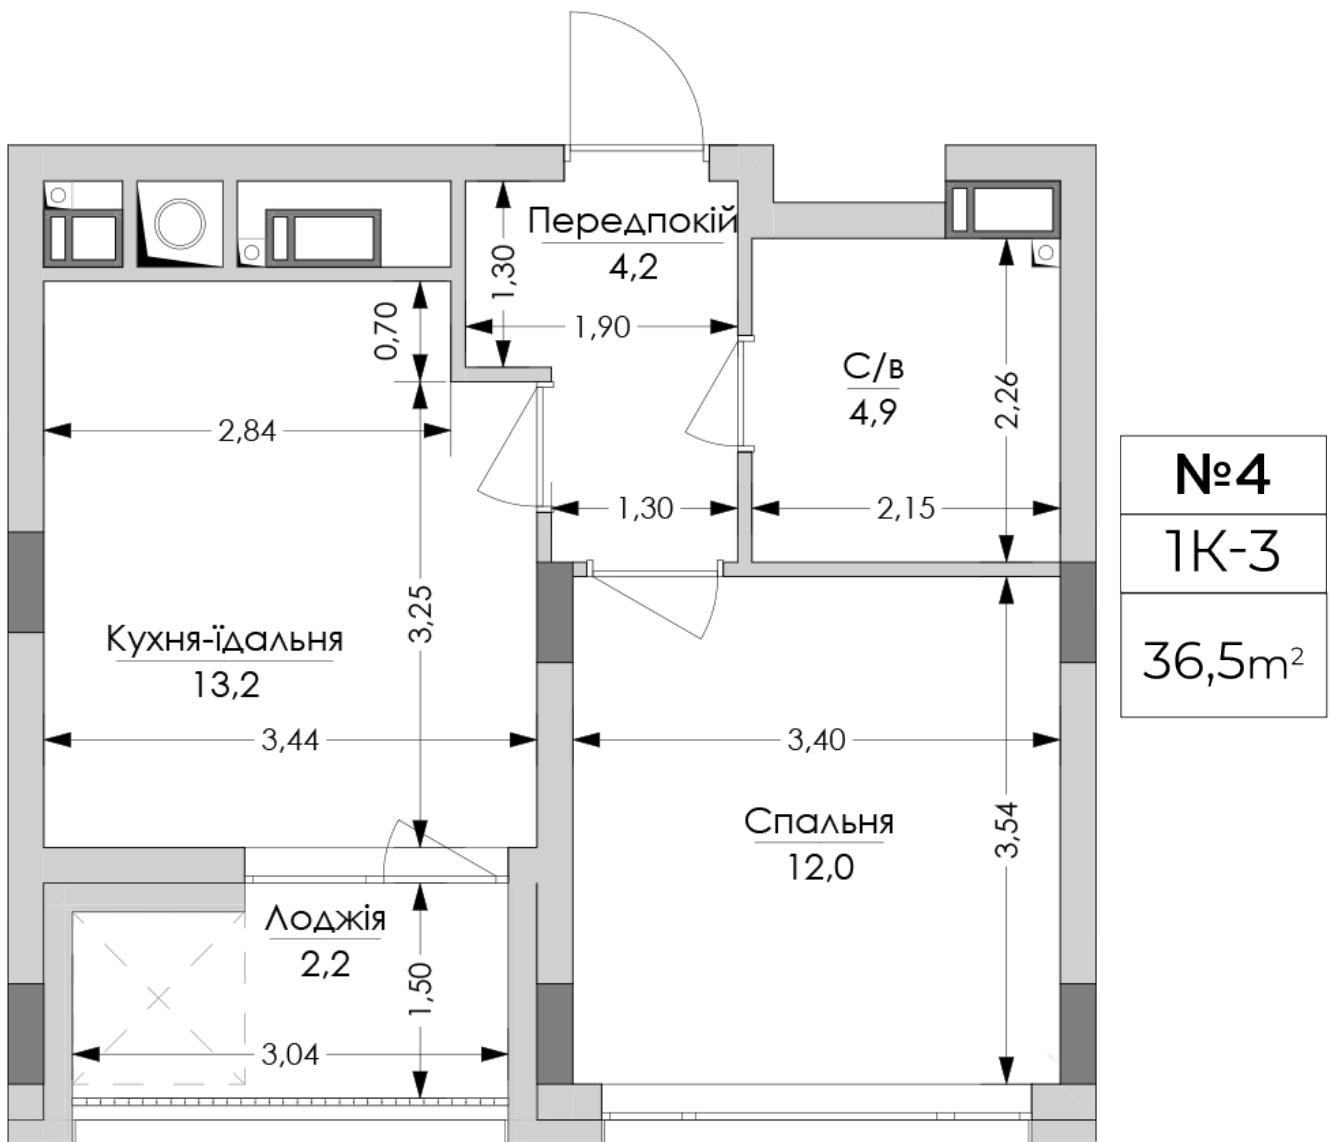 Передпокій
4,2
1,30
1,90
0,70
С/в
4,9
2,26
2,84
1,30
2,15
№4
1К-3
36,5m²
3,25
Кухня-їдальня
13,2
3,44
3,40
Спальня
12,0
3,54
Лоджія
2,2
1,50
3,04